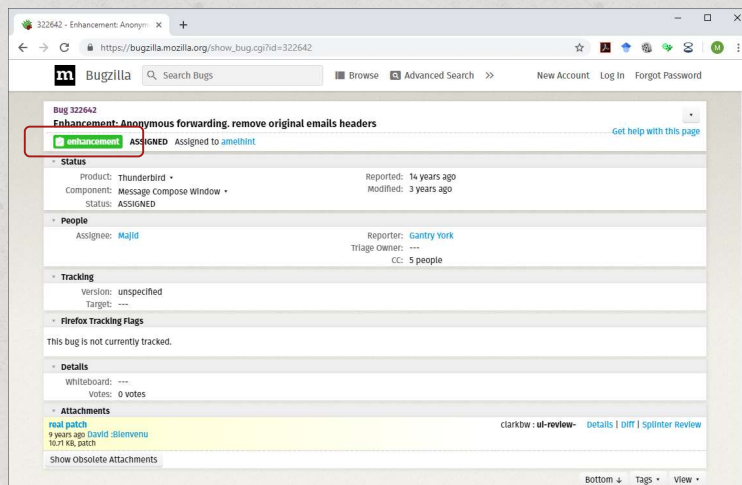 322642 - Enhancement: Anonym
https://bugzilla.mozilla.org/show_bug.cgi?id=322642
M
m Bugzilla Search Bugs Browse Advanced Search >> New Account Log In Forgot Password
Bug 322642
Enhancement: Anonymous forwarding. remove original emails headers
Get help with this page
enhancement ASSIGNED Assigned to amelhint
Status
Product: Thunderbird Reported: 14 years ago
Component: Message Compose Window Modified: 3 years ago
Status: ASSIGNED
People
Assignee: Majid Reporter: Gantry York
Triage Owner: ---
CC: 5 people
Tracking
Version: unspecified
Target: ---
Firefox Tracking Flags
This bug is not currently tracked.
Details
Whiteboard: ---
Votes: 0 votes
Attachments
real patch clarkbw : ui-review- Details | Diff | Splinter Review
9 years ago David :Bienvenu
10.71 KB, patch
Show Obsolete Attachments
Bottom ↓ Tags View